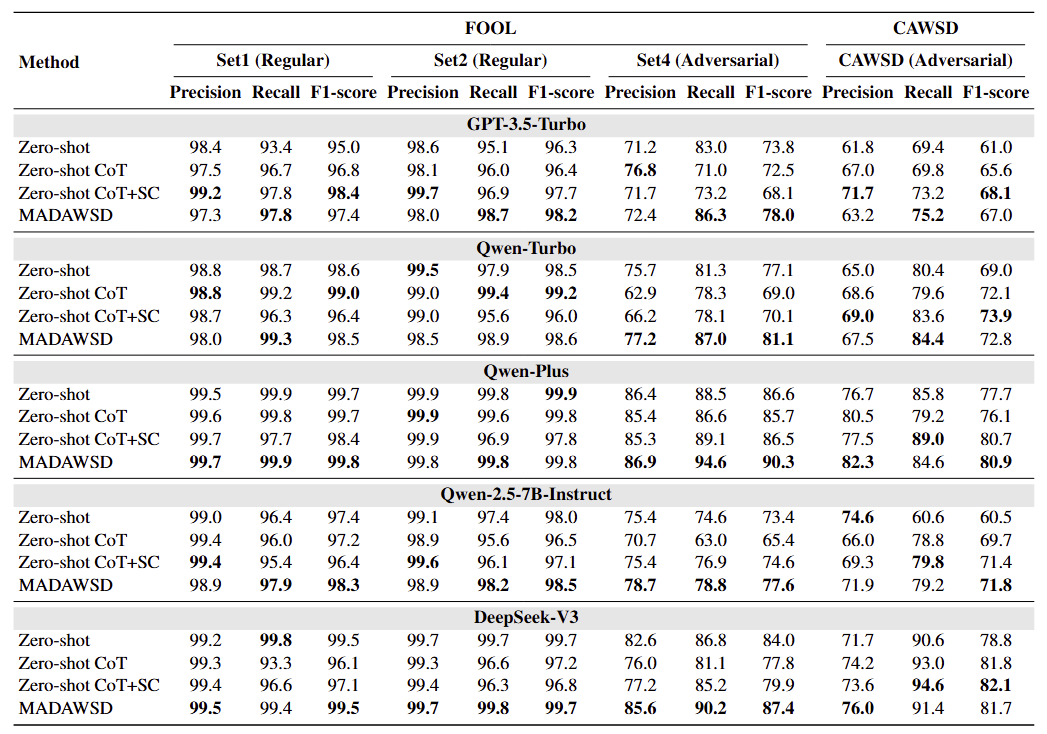 FOOL CAWSD
Method Set1 (Regular) Set2 (Regular) Set4 (Adversarial) CAWSD (Adversarial)
Precision Recall F1-score Precision Recall F1-score Precision Recall F1-score Precision Recall F1-score
GPT-3.5-Turbo
Zero-shot 98.4 93.4 95.0 98.6 95.1 96.3 71.2 83.0 73.8 61.8 69.4 61.0
Zero-shot CoT 97.5 96.7 96.8 98.1 96.0 96.4 76.8 71.0 72.5 67.0 69.8 65.6
Zero-shot CoT+SC 99.2 97.8 98.4 99.7 96.9 97.7 71.7 73.2 68.1 71.7 73.2 68.1
MADAWSD 97.3 97.8 97.4 98.0 98.7 98.2 72.4 86.3 78.0 63.2 75.2 67.0
Qwen-Turbo
Zero-shot 98.8 98.7 98.6 99.5 97.9 98.5 75.7 81.3 77.1 65.0 80.4 69.0
Zero-shot CoT 98.8 99.2 99.0 99.0 99.4 99.2 62.9 78.3 69.0 68.6 79.6 72.1
Zero-shot CoT+SC 98.7 96.3 96.4 99.0 95.6 96.0 66.2 78.1 70.1 69.0 83.6 73.9
MADAWSD 98.0 99.3 98.5 98.5 98.9 98.6 77.2 87.0 81.1 67.5 84.4 72.8
Qwen-Plus
Zero-shot 99.5 99.9 99.7 99.9 99.8 99.9 86.4 88.5 86.6 76.7 85.8 77.7
Zero-shot CoT 99.6 99.8 99.7 99.9 99.6 99.8 85.4 86.6 85.7 80.5 79.2 76.1
Zero-shot CoT+SC 99.7 97.7 98.4 99.9 96.9 97.8 85.3 89.1 86.5 77.5 89.0 80.7
MADAWSD 99.7 99.9 99.8 99.8 99.8 99.8 86.9 94.6 90.3 82.3 84.6 80.9
Qwen-2.5-7B-Instruct
Zero-shot 99.0 96.4 97.4 99.1 97.4 98.0 75.4 74.6 73.4 74.6 60.6 60.5
Zero-shot CoT 99.4 96.0 97.2 98.9 95.6 96.5 70.7 63.0 65.4 66.0 78.8 69.7
Zero-shot CoT+SC 99.4 95.4 96.4 99.6 96.1 97.1 75.4 76.9 74.6 69.3 79.8 71.4
MADAWSD 98.9 97.9 98.3 98.9 98.2 98.5 78.7 78.8 77.6 71.9 79.2 71.8
DeepSeek-V3
Zero-shot 99.2 99.8 99.5 99.7 99.7 99.7 82.6 86.8 84.0 71.7 90.6 78.8
Zero-shot CoT 99.3 93.3 96.1 99.3 96.6 97.2 76.0 81.1 77.8 74.2 93.0 81.8
Zero-shot CoT+SC 99.4 96.6 97.1 99.4 96.3 96.8 77.2 85.2 79.9 73.6 94.6 82.1
MADAWSD 99.5 99.4 99.5 99.7 99.8 99.7 85.6 90.2 87.4 76.0 91.4 81.7